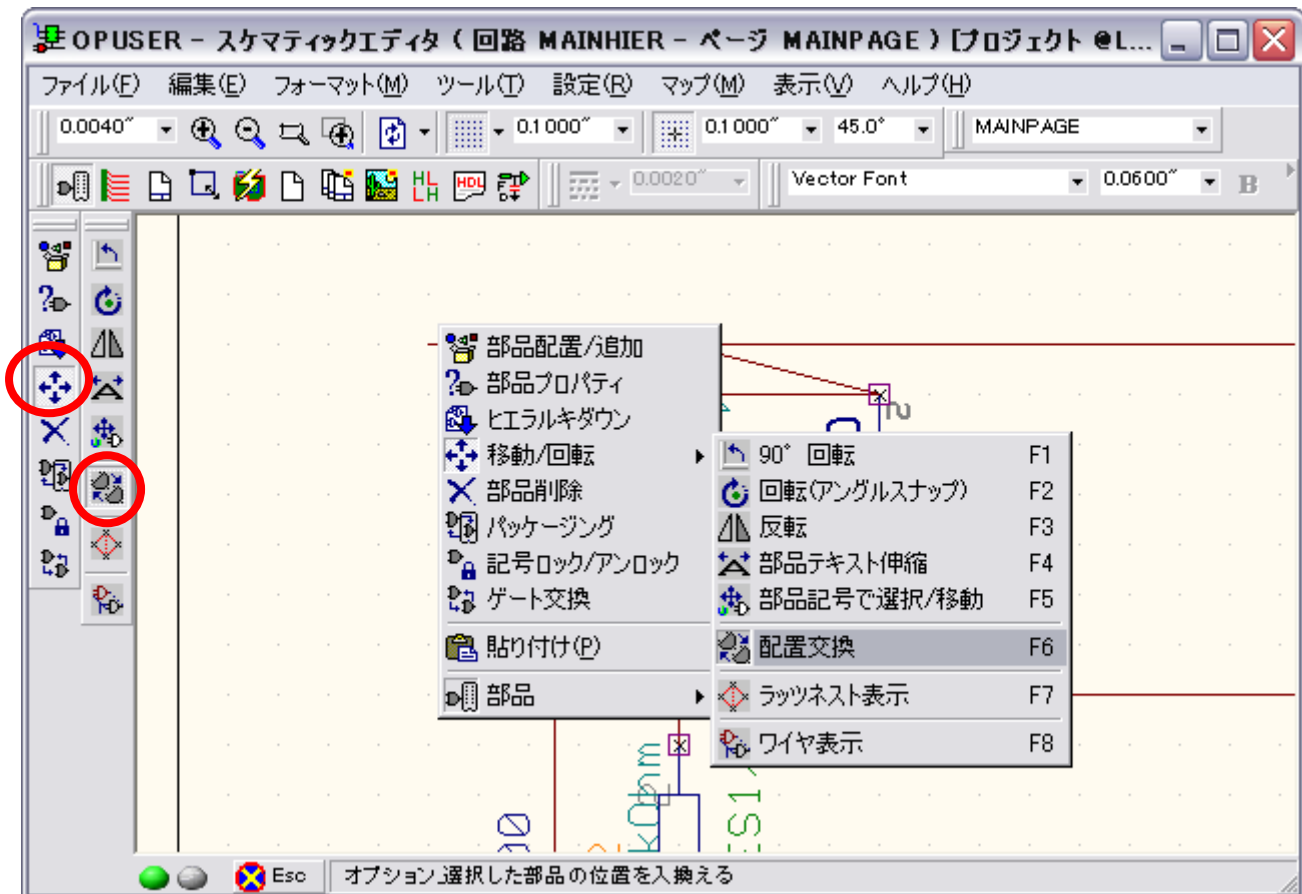 OPUSER - スケマティックエディタ ( 回路 MAINHIER - ページ MAINPAGE ) [プロジェクト @L...
ファイル(F) 編集(E) フォーマット(M) ツール(T) 設定(R) マップ(M) 表示(V) ヘルプ(H)
0.0040" 0.1000" 0.1000" 45.0° MAINPAGE
HL LH HDL 0.0020" Vector Font 0.0600" B
部品配置/追加
部品プロパティ
ヒエラルキダウン
移動/回転
部品削除
パッケージング
記号ロック/アンロック
ゲート交換
貼り付け(P)
部品
90° 回転 F1
回転(アングルスナップ) F2
反転 F3
部品テキスト伸縮 F4
部品記号で選択/移動 F5
配置交換 F6
ラッツネスト表示 F7
ワイヤ表示 F8
2
kOhm
Esc オプション」選択した部品の位置を入換える